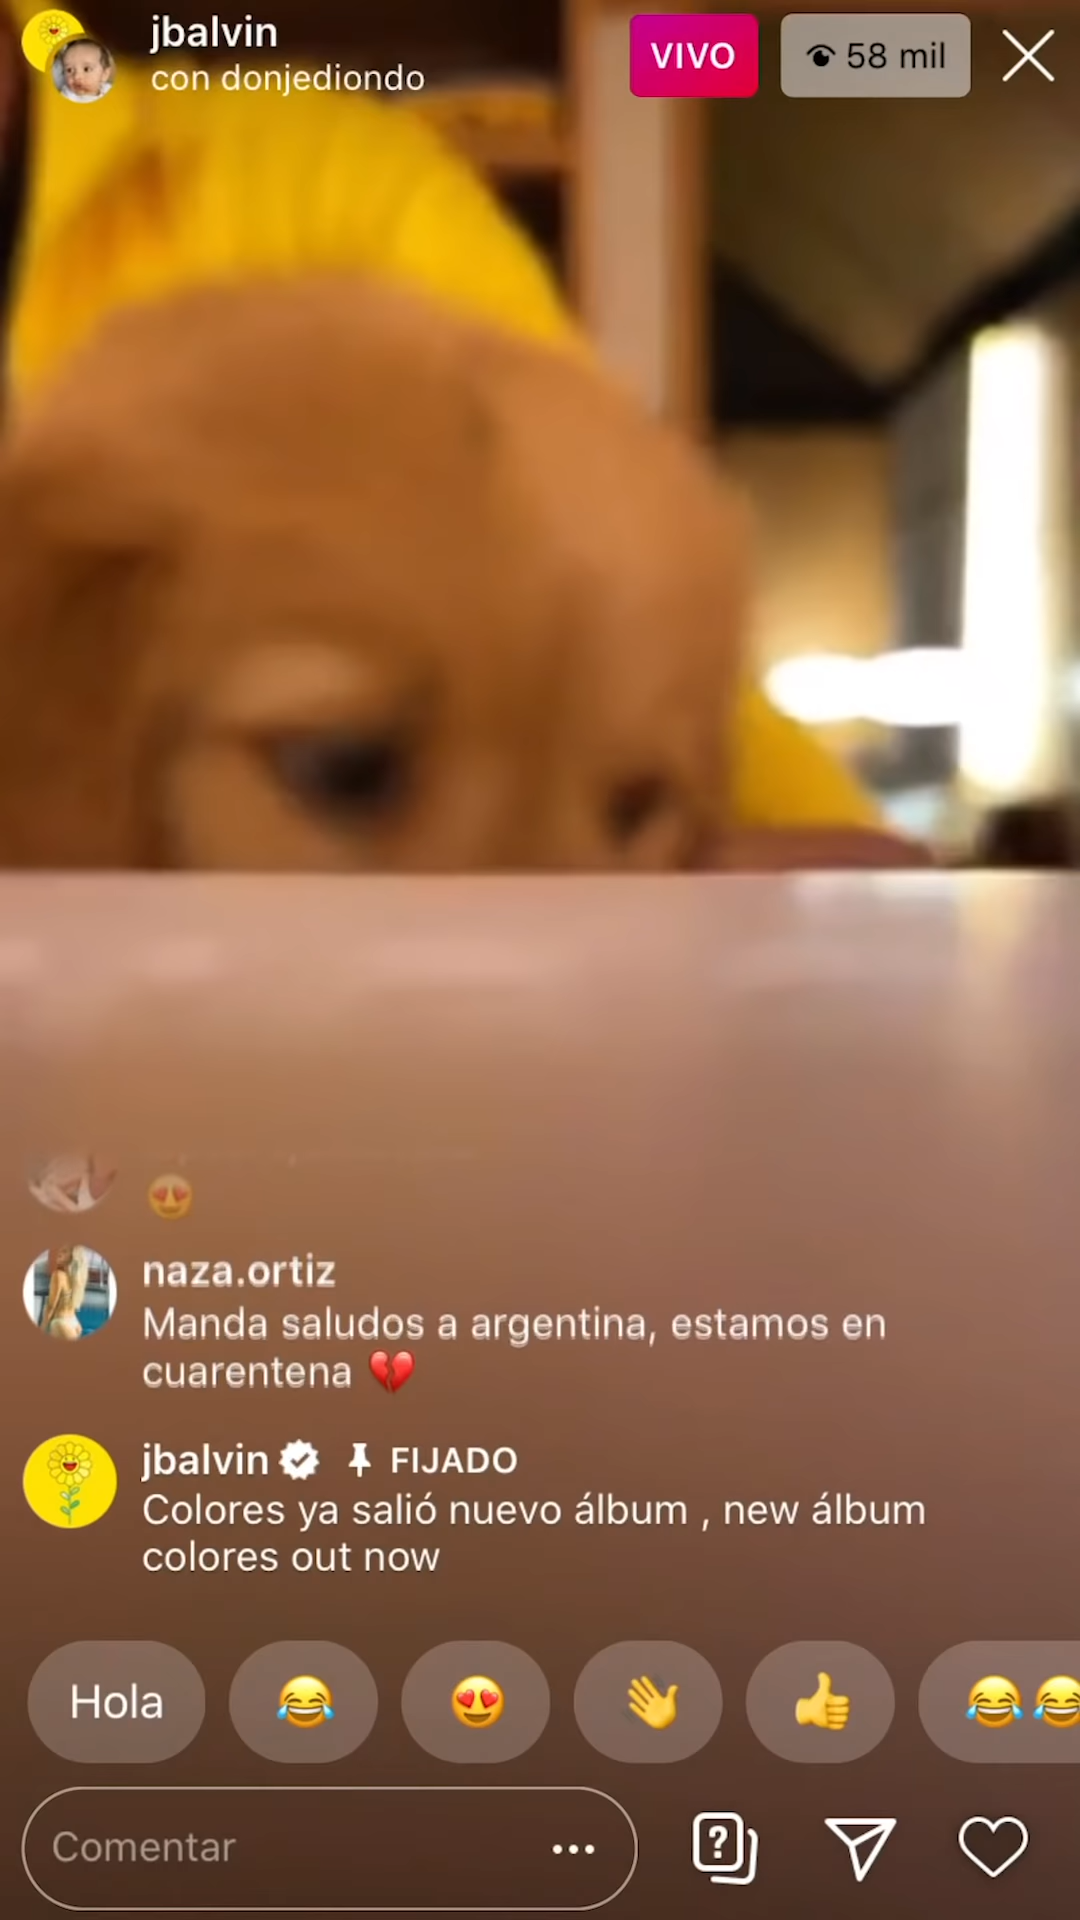 jbalvin
con donjediondo
VIVO
58 mil
naza.ortiz
Manda saludos a argentina, estamos en
cuarentena 💔
jbalvin FIJADO
Colores ya salió nuevo álbum , new álbum
colores out now
Hola
Comentar